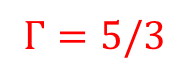 Γ = 5/3